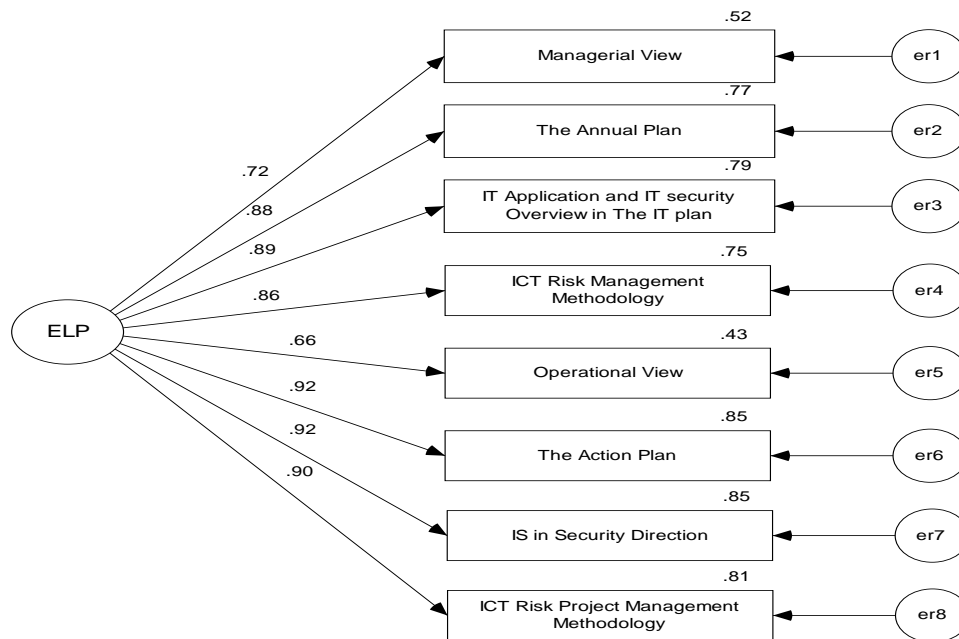 .52
Managerial View
er1
.77
The Annual Plan
er2
.72
.79
.88
IT Application and IT security
Overview in The IT plan
er3
.89
.75
.86
ICT Risk Management
Methodology
er4
ELP
.66
.43
Operational View
er5
.92
.85
.92
The Action Plan
er6
.90
.85
IS in Security Direction
er7
.81
ICT Risk Project Management
Methodology
er8